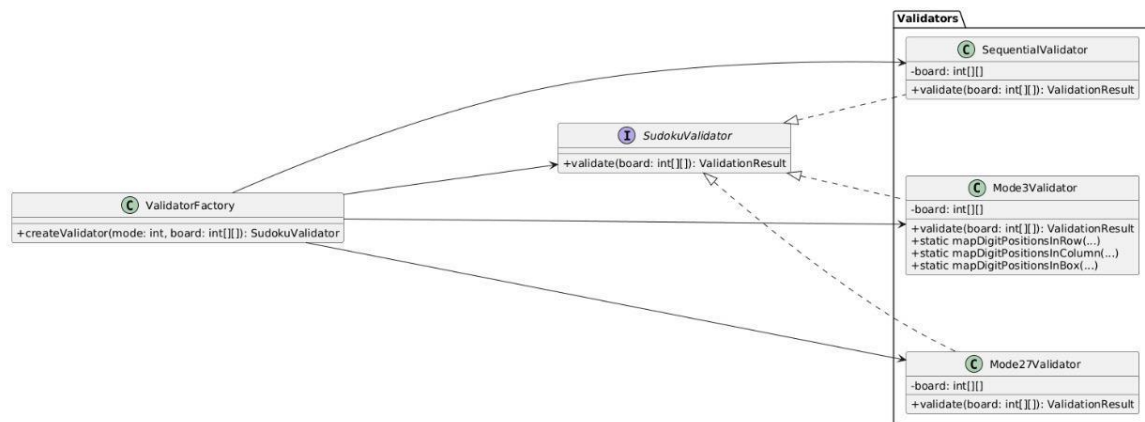 Validators
C SequentialValidator
-board: int[][]
+validate(board: int[][]): ValidationResult
I SudokuValidator
+validate(board: int[][]): ValidationResult
C ValidatorFactory
+createValidator(mode: int, board: int[][]): SudokuValidator
C Mode3Validator
-board: int[][]
+validate(board: int[][]): ValidationResult
+static mapDigitPositionsInRow(...)
+static mapDigitPositionsInColumn(...)
+static mapDigitPositionsInBox(...)
C Mode27Validator
-board: int[][]
+validate(board: int[][]): ValidationResult